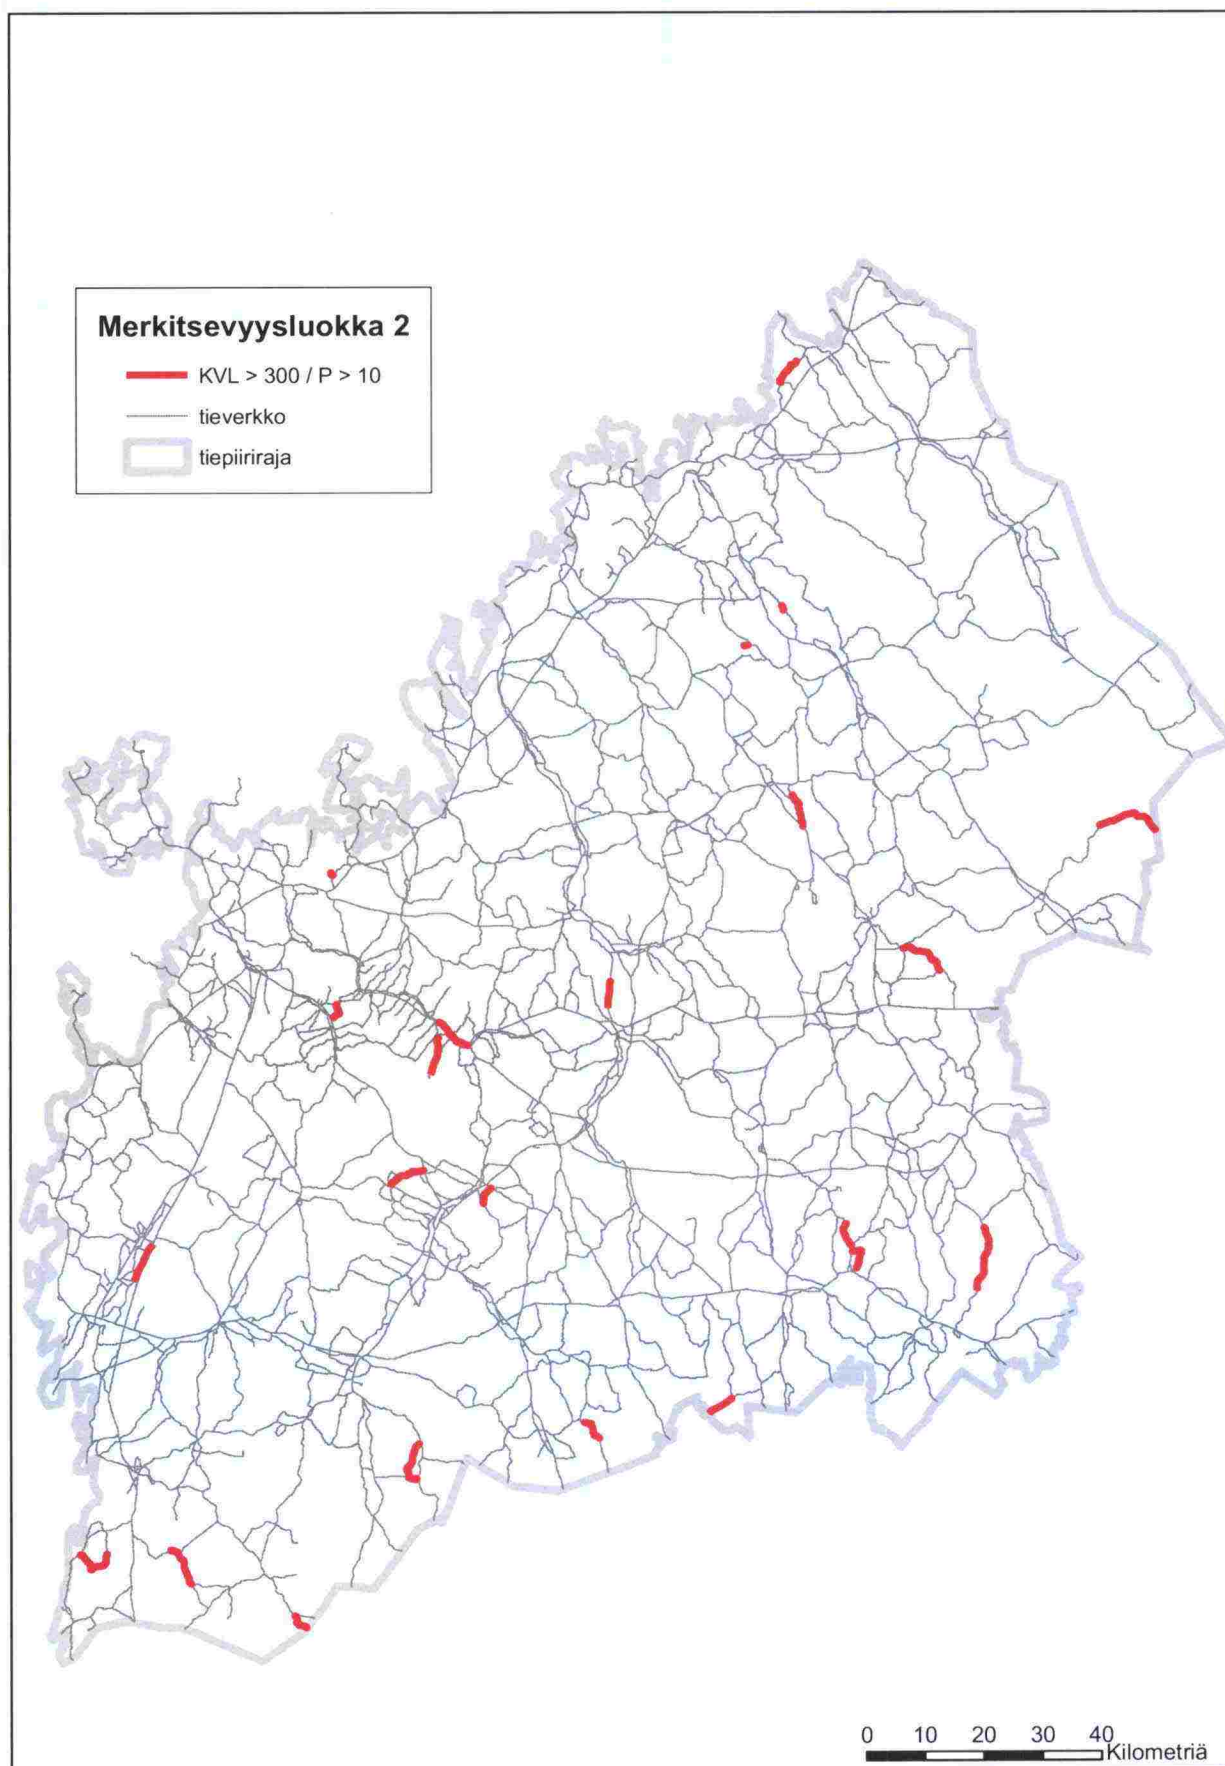 Merkitsevyysluokka 2
KVL > 300 / P > 10
tieverkko
tiepiiriraja
0 10 20 30 40
Kilometriä